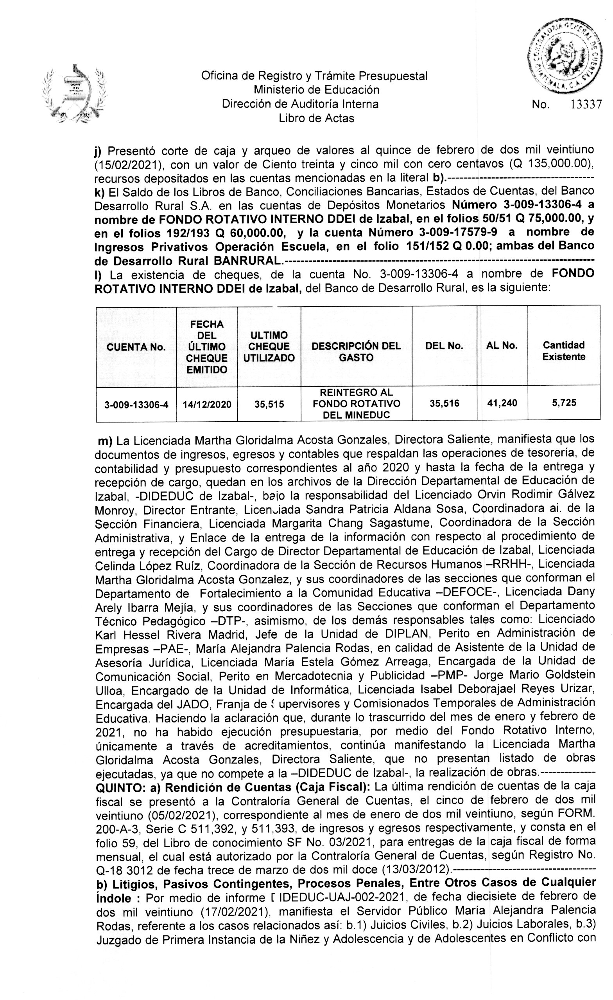 CONTRALORÍA GENERAL DE CUENTAS
GUATEMALA, C.A.
Oficina de Registro y Trámite Presupuestal
Ministerio de Educación
Dirección de Auditoría Interna
Libro de Actas
No. 13337
j) Presentó corte de caja y arqueo de valores al quince de febrero de dos mil veintiuno
(15/02/2021), con un valor de Ciento treinta y cinco mil con cero centavos (Q 135,000.00),
recursos depositados en las cuentas mencionadas en la literal b).-------------------------------------
k) El Saldo de los Libros de Banco, Conciliaciones Bancarias, Estados de Cuentas, del Banco
Desarrollo Rural S.A. en las cuentas de Depósitos Monetarios Número 3-009-13306-4 a
nombre de FONDO ROTATIVO INTERNO DDEI de Izabal, en el folios 50/51 Q 75,000.00, y
en el folios 192/193 Q 60,000.00, y la cuenta Número 3-009-17579-9 a nombre de
Ingresos Privativos Operación Escuela, en el folio 151/152 Q 0.00; ambas del Banco
de Desarrollo Rural BANRURAL.------------------------------------------------------------------------------
l) La existencia de cheques, de la cuenta No. 3-009-13306-4 a nombre de FONDO
ROTATIVO INTERNO DDEI de Izabal, del Banco de Desarrollo Rural, es la siguiente:
CUENTA No. FECHA DEL ÚLTIMO CHEQUE EMITIDO ULTIMO CHEQUE UTILIZADO DESCRIPCIÓN DEL GASTO DEL No. AL No. Cantidad Existente
3-009-13306-4 14/12/2020 35,515 REINTEGRO AL FONDO ROTATIVO DEL MINEDUC 35,516 41,240 5,725
m) La Licenciada Martha Gloridalma Acosta Gonzales, Directora Saliente, manifiesta que los
documentos de ingresos, egresos y contables que respaldan las operaciones de tesorería, de
contabilidad y presupuesto correspondientes al año 2020 y hasta la fecha de la entrega y
recepción de cargo, quedan en los archivos de la Dirección Departamental de Educación de
Izabal, -DIDEDUC de Izabal-, bajo la responsabilidad del Licenciado Orvin Rodimir Gálvez
Monroy, Director Entrante, Licenciada Sandra Patricia Aldana Sosa, Coordinadora ai. de la
Sección Financiera, Licenciada Margarita Chang Sagastume, Coordinadora de la Sección
Administrativa, y Enlace de la entrega de la información con respecto al procedimiento de
entrega y recepción del Cargo de Director Departamental de Educación de Izabal, Licenciada
Celinda López Ruíz, Coordinadora de la Sección de Recursos Humanos –RRHH-, Licenciada
Martha Gloridalma Acosta Gonzalez, y sus coordinadores de las secciones que conforman el
Departamento de Fortalecimiento a la Comunidad Educativa –DEFOCE-, Licenciada Dany
Arely Ibarra Mejía, y sus coordinadores de las Secciones que conforman el Departamento
Técnico Pedagógico –DTP-, asimismo, de los demás responsables tales como: Licenciado
Karl Hessel Rivera Madrid, Jefe de la Unidad de DIPLAN, Perito en Administración de
Empresas –PAE-, María Alejandra Palencia Rodas, en calidad de Asistente de la Unidad de
Asesoría Jurídica, Licenciada María Estela Gómez Arreaga, Encargada de la Unidad de
Comunicación Social, Perito en Mercadotecnia y Publicidad –PMP- Jorge Mario Goldstein
Ulloa, Encargado de la Unidad de Informática, Licenciada Isabel Deborajael Reyes Urizar,
Encargada del JADO, Franja de Supervisores y Comisionados Temporales de Administración
Educativa. Haciendo la aclaración que, durante lo trascurrido del mes de enero y febrero de
2021, no ha habido ejecución presupuestaria, por medio del Fondo Rotativo Interno,
únicamente a través de acreditamientos, continúa manifestando la Licenciada Martha
Gloridalma Acosta Gonzales, Directora Saliente, que no presentan listado de obras
ejecutadas, ya que no compete a la –DIDEDUC de Izabal-, la realización de obras.--------------
QUINTO: a) Rendición de Cuentas (Caja Fiscal): La última rendición de cuentas de la caja
fiscal se presentó a la Contraloría General de Cuentas, el cinco de febrero de dos mil
veintiuno (05/02/2021), correspondiente al mes de enero de dos mil veintiuno, según FORM.
200-A-3, Serie C 511,392, y 511,393, de ingresos y egresos respectivamente, y consta en el
folio 59, del Libro de conocimiento SF No. 03/2021, para entregas de la caja fiscal de forma
mensual, el cual está autorizado por la Contraloría General de Cuentas, según Registro No.
Q-18 3012 de fecha trece de marzo de dos mil doce (13/03/2012).------------------------------------
b) Litigios, Pasivos Contingentes, Procesos Penales, Entre Otros Casos de Cualquier
Índole : Por medio de informe DIDEDUC-UAJ-002-2021, de fecha diecisiete de febrero de
dos mil veintiuno (17/02/2021), manifiesta el Servidor Público María Alejandra Palencia
Rodas, referente a los casos relacionados así: b.1) Juicios Civiles, b.2) Juicios Laborales, b.3)
Juzgado de Primera Instancia de la Niñez y Adolescencia y de Adolescentes en Conflicto con